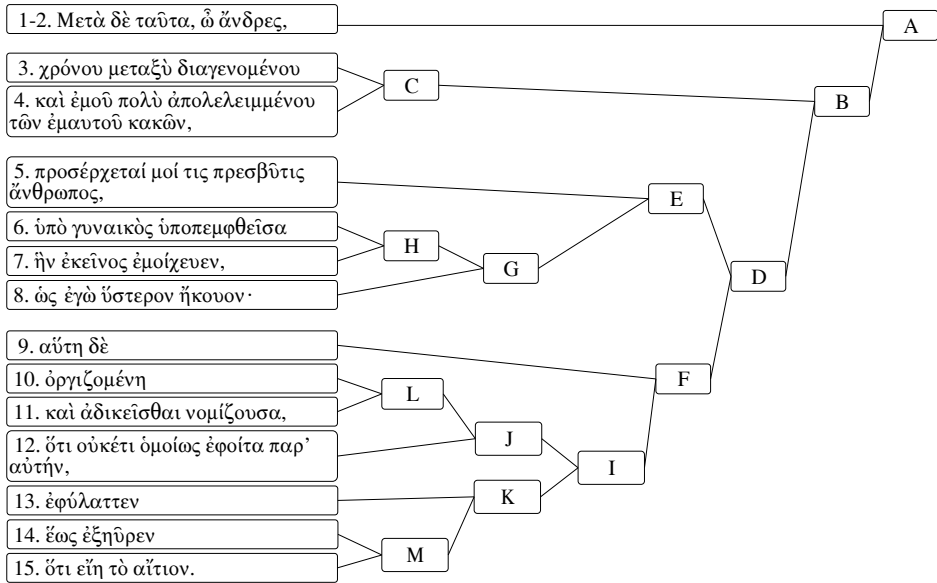 1-2. Μετὰ δὲ ταῦτα, ὦ ἄνδρες,
A
3. χρόνου μεταξὺ διαγενομένου
C
4. καὶ ἐμοῦ πολὺ ἀπολελειμμένου
τῶν ἐμαυτοῦ κακῶν,
B
5. προσέρχεταί μοί τις πρεσβῦτις
ἄνθρωπος,
E
6. ὑπὸ γυναικὸς ὑποπεμφθεῖσα
H
7. ἣν ἐκεῖνος ἐμοίχευεν,
G
8. ὡς ἐγὼ ὕστερον ἤκουον·
D
9. αὕτη δὲ
F
10. ὀργιζομένη
L
11. καὶ ἀδικεῖσθαι νομίζουσα,
J
12. ὅτι οὐκέτι ὁμοίως ἐφοίτα παρ’
αὐτήν,
I
13. ἐφύλαττεν
K
14. ἕως ἐξηῦρεν
M
15. ὅτι εἴη τὸ αἴτιον.